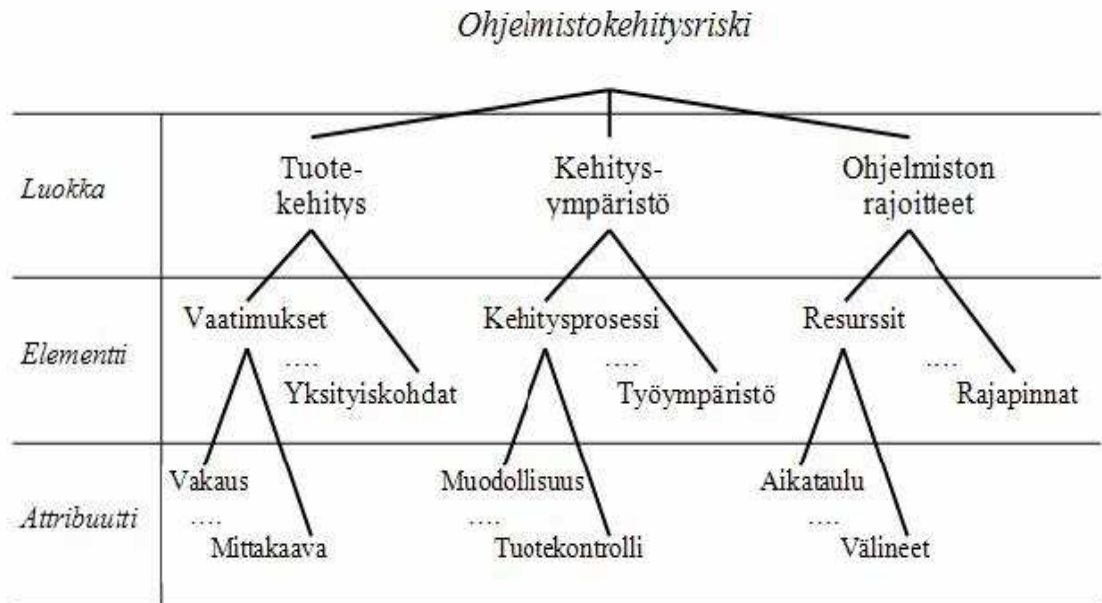 Ohjelmistokehitysriski
Luokka
Tuote-
kehitys
Kehitys-
ympäristö
Ohjelmiston
rajoitteet
Elementti
Vaatimukset
Kehitysprosessi
Resurssit
....
....
....
Yksityiskohdat
Työympäristö
Rajapinnat
Attribuutti
Vakaus
Muodollisuus
Aikataulu
....
....
....
Mittakaava
Tuotekontrolli
Välineet